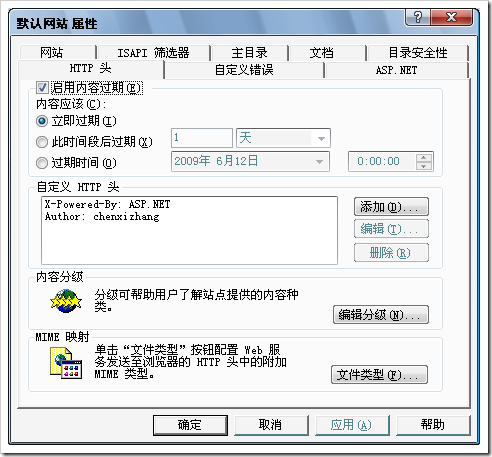 默认网站 属性
网站
ISAPI 筛选器
主目录
文档
目录安全性
HTTP 头
自定义错误
ASP.NET
启用内容过期(E)
内容应该(C):
立即过期(I)
此时间段后过期(X)
1
天
过期时间(O)
2009年 6月12日
0:00:00
自定义 HTTP 头
X-Powered-By: ASP.NET
Author: chenxizhang
添加(D)...
编辑(T)...
删除(R)
内容分级
分级可帮助用户了解站点提供的内容种
类。
编辑分级(N)...
MIME 映射
单击“文件类型”按钮配置 Web 服
务发送至浏览器的 HTTP 头中的附加
MIME 类型。
文件类型(F)...
确定
取消
应用(A)
帮助